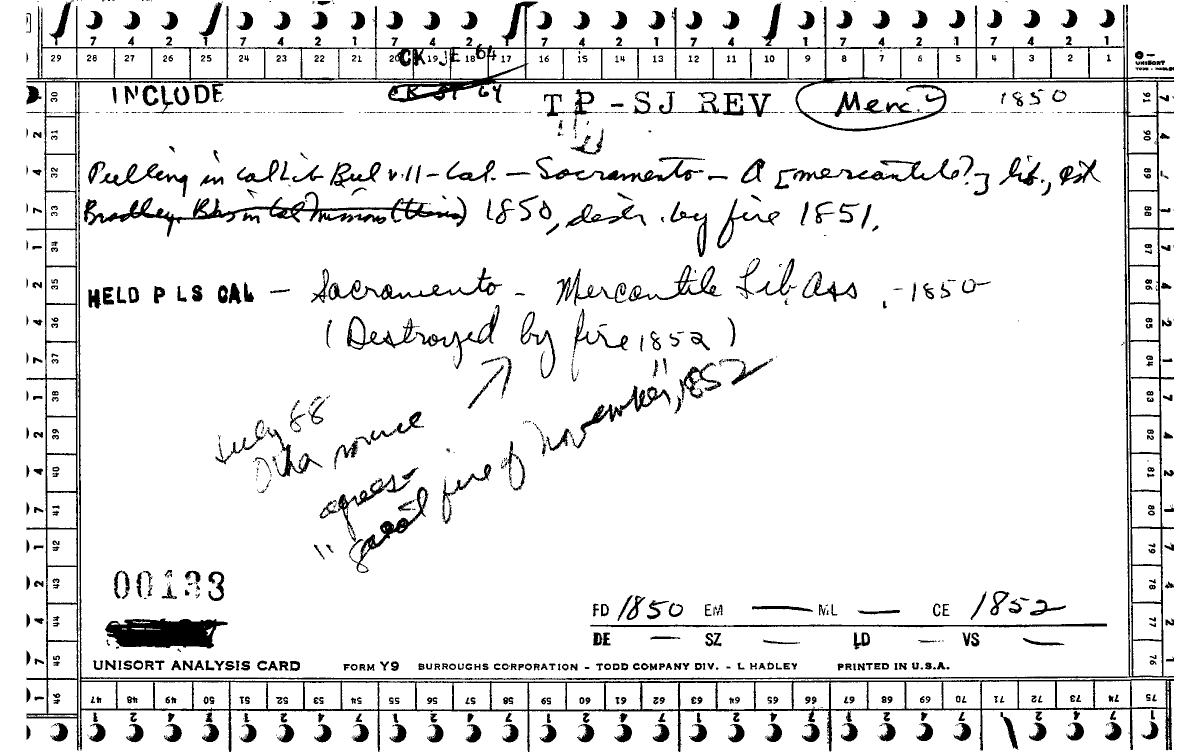 7 4 2 1 7 4 2 1 7 4 2 1 7 4 2 1 7 4 2 1 7 4 2 1 7 4 2 1
29 28 27 26 25 24 23 22 21 20 19 18 17 16 15 14 13 12 11 10 9 8 7 6 5 4 3 2 1
UNISORT
CK JE 64
CK ST 64
INCLUDE TP-SJ REV Merc.y 1850
Pulling in Cal Lib Bul v.11 - Cal. - Sacramento - A [mercantile?] lib., est
Bradley. 1850, destr. by fire 1851.
HELD P LS CAL - Sacramento - Mercantile Lib. Ass, -1850-
(Destroyed by fire 1852)
July 88
Other source
agrees-
"great fire of November, 1852"
00133
FD 1850 EM — ML — CE 1852
DE — SZ — LD — VS —
UNISORT ANALYSIS CARD FORM Y9 BURROUGHS CORPORATION - TODD COMPANY DIV. - L HADLEY PRINTED IN U.S.A.
30 31 32 33 34 35 36 37 38 39 40 41 42 43 44 45 46
91 90 89 88 87 86 85 84 83 82 81 80 79 78 77 76 75
47 48 49 50 51 52 53 54 55 56 57 58 59 60 61 62 63 64 65 66 67 68 69 70 71 72 73 74